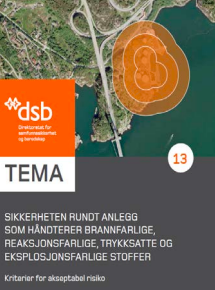 dsb
Direktoratet for
samfunnssikkerhet
og beredskap
13
TEMA
SIKKERHETEN RUNDT ANLEGG
SOM HÅNDTERER BRANNFARLIGE,
REAKSJONSFARLIGE, TRYKKSATTE OG
EKSPLOSJONSFARLIGE STOFFER
Kriterier for akseptabel risiko